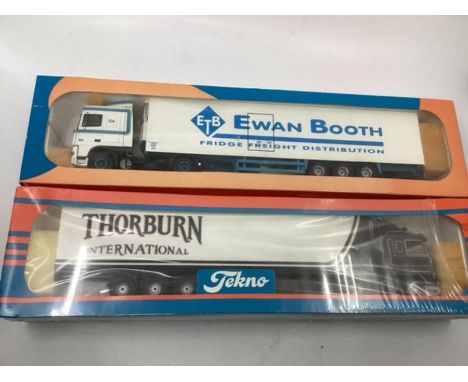 ETB
EWAN BOOTH
FRIDGE FREIGHT DISTRIBUTION
THORBURN
INTERNATIONAL
Tekno